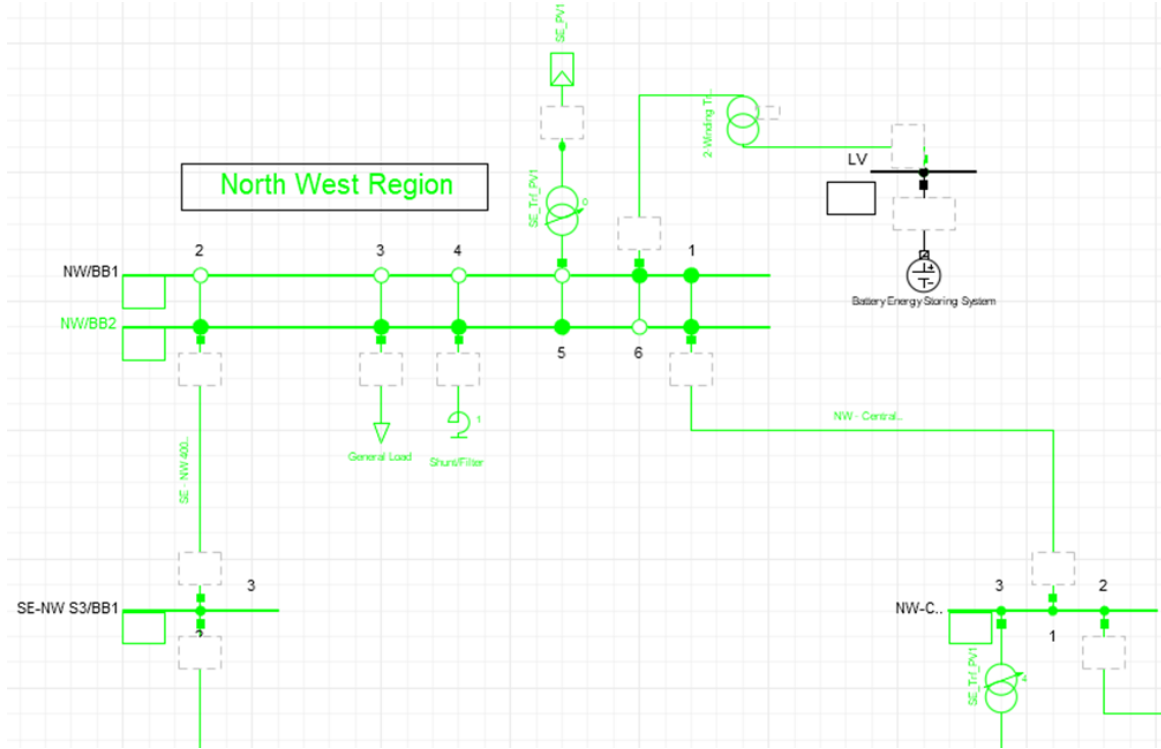 SE_PV1
2-Winding Tr..
LV
North West Region
SE_Trf_PV1
0
2
3
4
1
NW/BB1
Battery Energy Storing System
NW/BB2
5
6
NW - Central..
1
General Load
Shunt/Filter
SE - NW 400..
3
3
2
SE-NW S3/BB1
NW-C..
2
1
SE_Trf_PV1